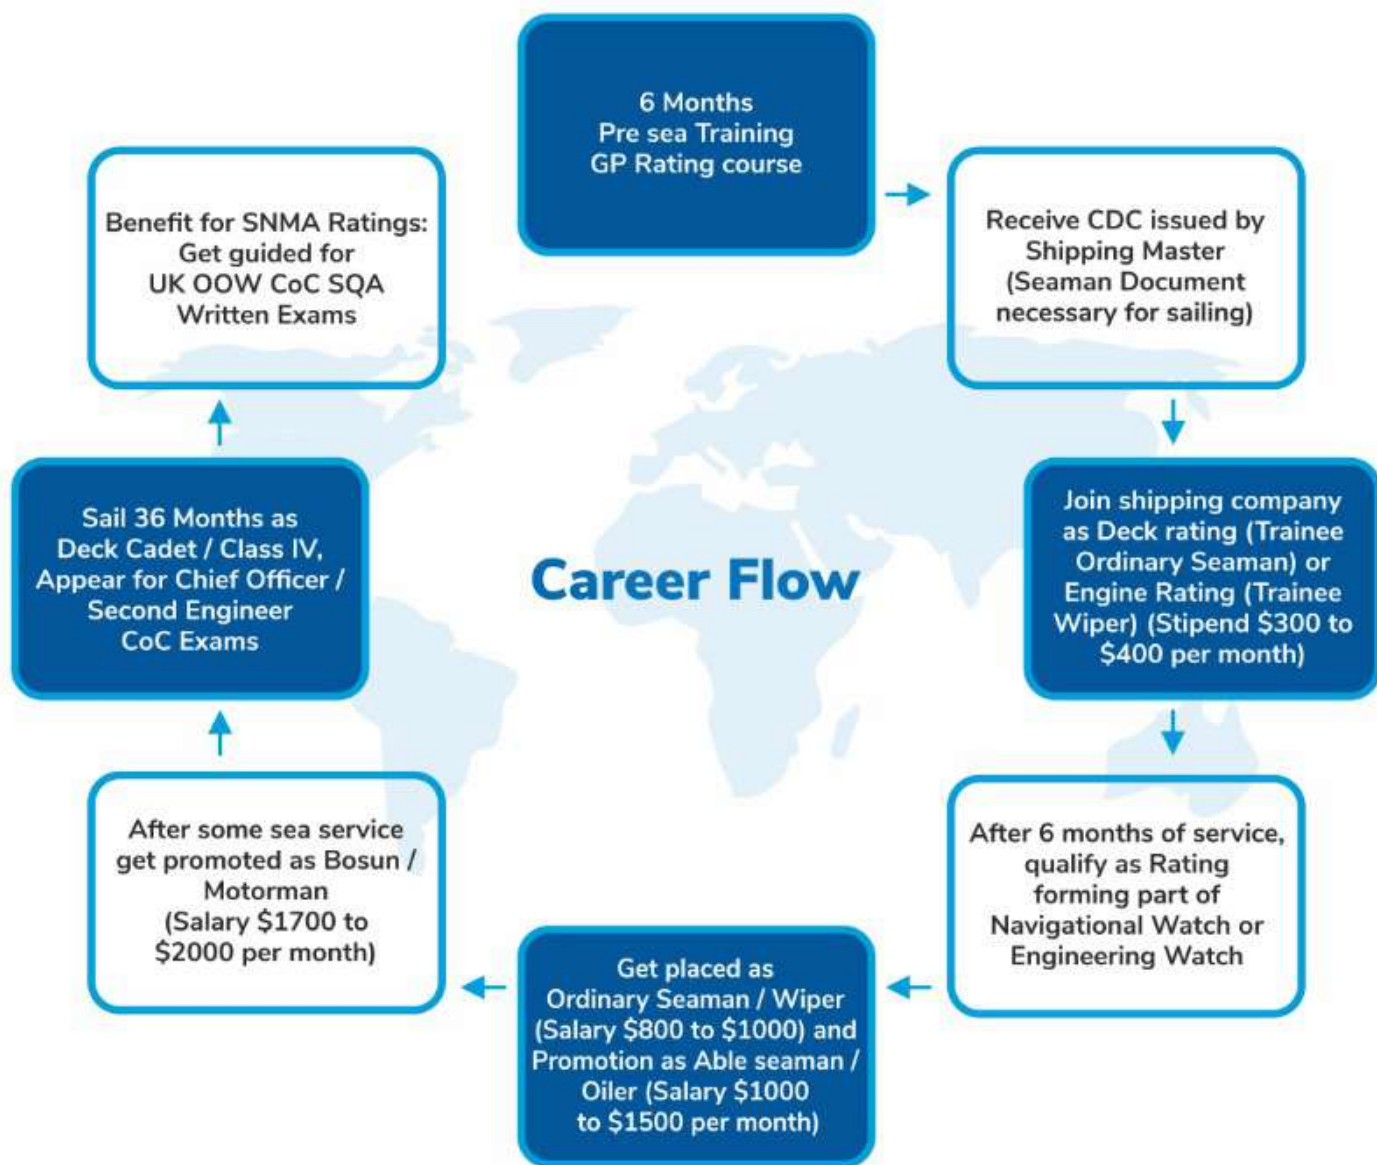 6 Months
Pre sea Training
GP Rating course
Receive CDC issued by
Shipping Master
(Seaman Document
necessary for sailing)
Join shipping company
as Deck rating (Trainee
Ordinary Seaman) or
Engine Rating (Trainee
Wiper) (Stipend $300 to
$400 per month)
After 6 months of service,
qualify as Rating
forming part of
Navigational Watch or
Engineering Watch
Get placed as
Ordinary Seaman / Wiper
(Salary $800 to $1000) and
Promotion as Able seaman /
Oiler (Salary $1000
to $1500 per month)
After some sea service
get promoted as Bosun /
Motorman
(Salary $1700 to
$2000 per month)
Sail 36 Months as
Deck Cadet / Class IV,
Appear for Chief Officer /
Second Engineer
CoC Exams
Benefit for SNMA Ratings:
Get guided for
UK OOW CoC SQA
Written Exams
Career Flow